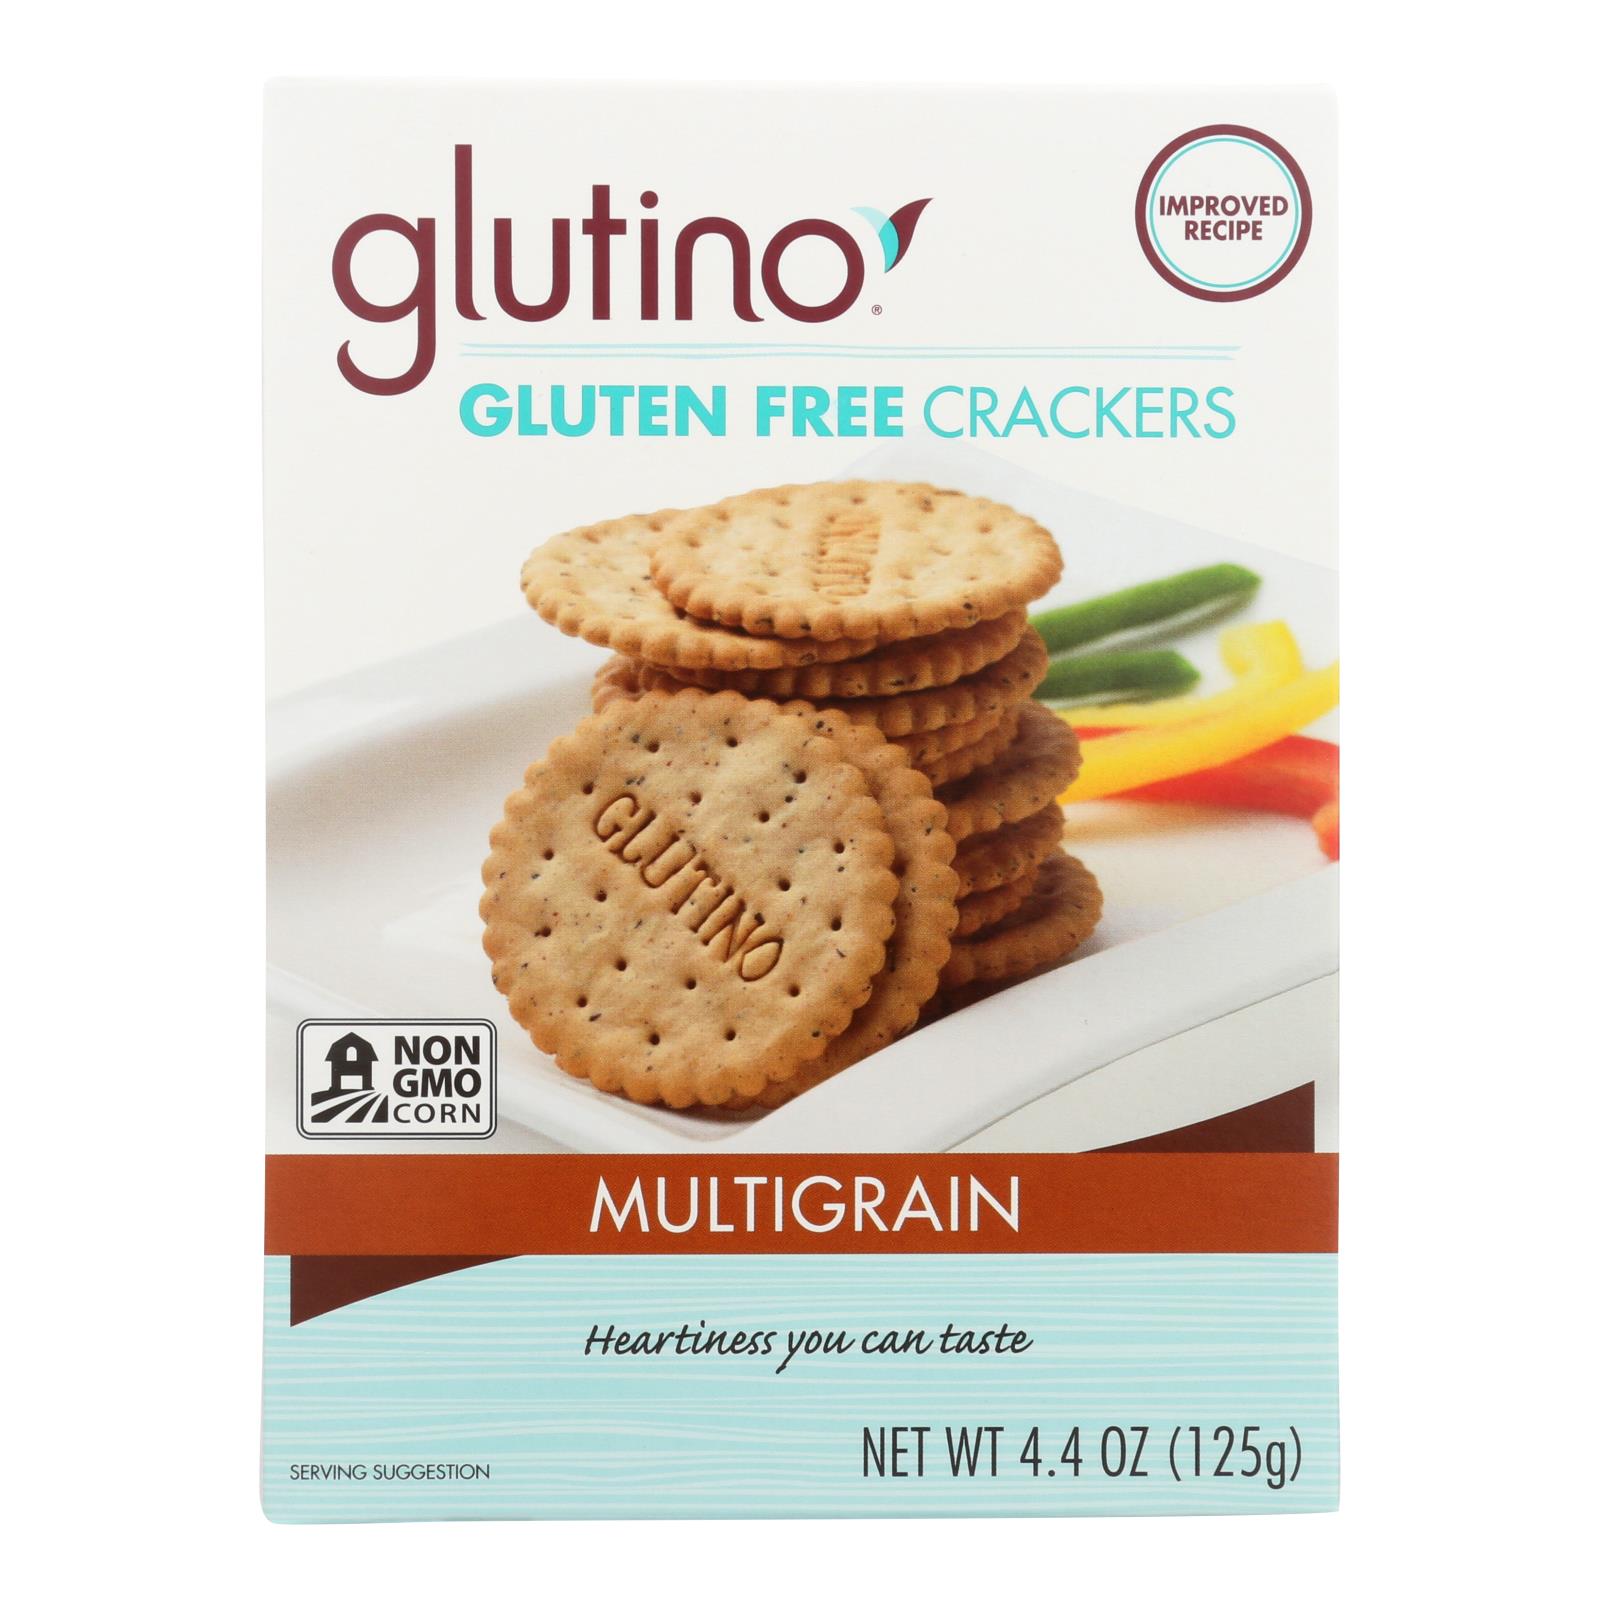 glutino®
IMPROVED
RECIPE
GLUTEN FREE CRACKERS
GLUTINO
GLUTINO
NON
GMO
CORN
MULTIGRAIN
Heartiness you can taste
NET WT 4.4 OZ (125g)
SERVING SUGGESTION